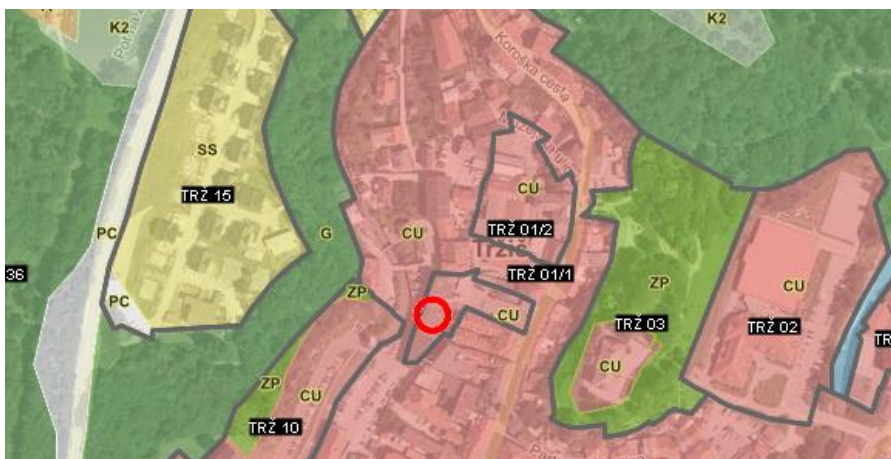 K2
K2
Koroška cesta
SS
TRŽ 15
CU
TRŽ 01/2
G
CU
PC
Tržič
TRŽ 01/1
36
PC
ZP
ZP
CU
CU
TRŽ 03
TRŽ 02
CU
ZP
CU
TRŽ 10